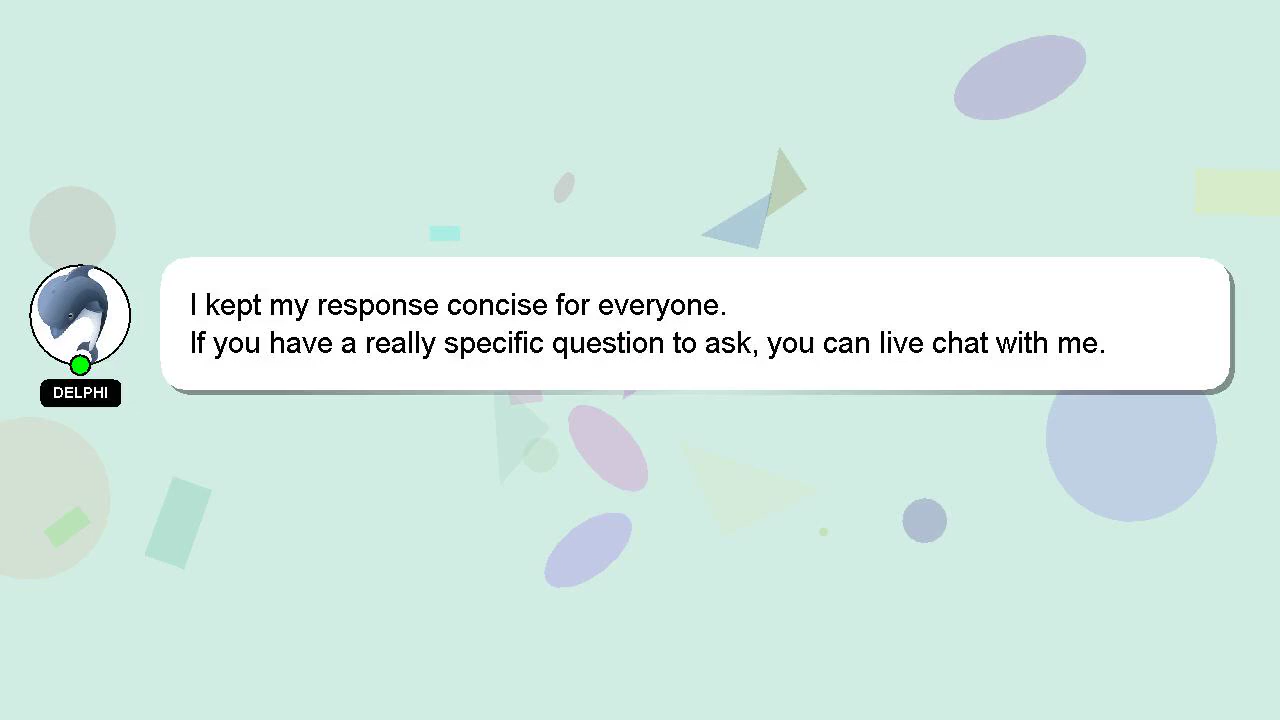 I kept my response concise for everyone.
If you have a really specific question to ask, you can live chat with me.
DELPHI